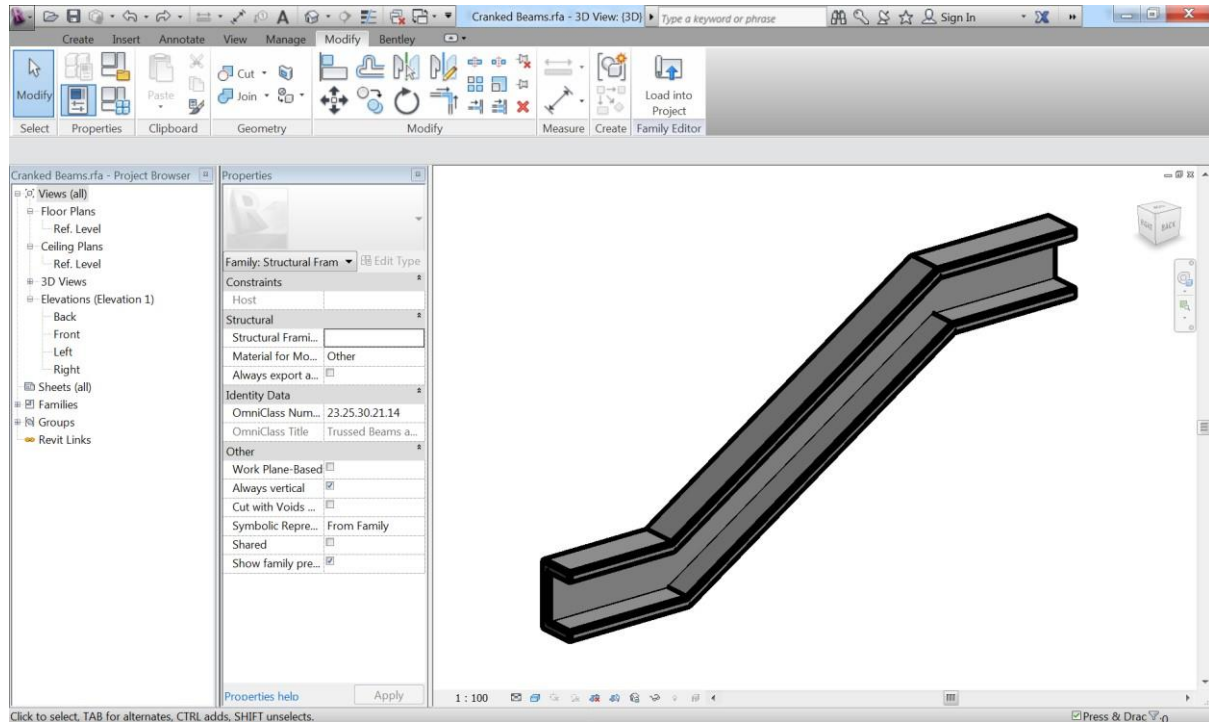 Cranked Beams.rfa - 3D View: {3D}
Type a keyword or phrase
Sign In
Create Insert Annotate View Manage Modify Bentley
Modify
Paste
Cut
Join
Load into
Project
Select Properties Clipboard Geometry Modify Measure Create Family Editor
Cranked Beams.rfa - Project Browser
Views (all)
Floor Plans
Ref. Level
Ceiling Plans
Ref. Level
3D Views
Elevations (Elevation 1)
Back
Front
Left
Right
Sheets (all)
Families
Groups
Revit Links
Properties
Family: Structural Fram
Edit Type
Constraints
Host
Structural
Structural Frami...
Material for Mo... Other
Always export a...
Identity Data
OmniClass Num... 23.25.30.21.14
OmniClass Title Trussed Beams a...
Other
Work Plane-Based
Always vertical
Cut with Voids ...
Symbolic Repre... From Family
Shared
Show family pre...
Properties help
Apply
BACK
1 : 100
Click to select, TAB for alternates, CTRL adds, SHIFT unselects.
Press & Drac
:0